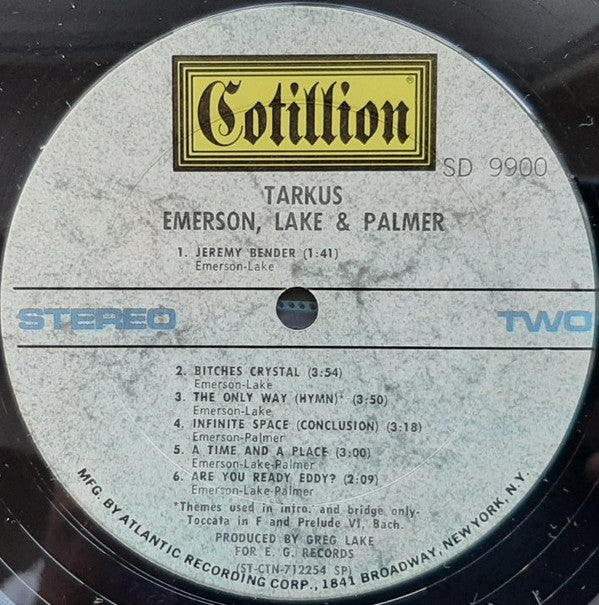 Cotillion®
SD 9900
TARKUS
EMERSON, LAKE & PALMER
1. JEREMY BENDER (1:41)
Emerson-Lake
STEREO
TWO
2. BITCHES CRYSTAL (3:54)
Emerson-Lake
3. THE ONLY WAY (HYMN)* (3:50)
Emerson-Lake
4. INFINITE SPACE (CONCLUSION) (3:18)
Emerson-Palmer
5. A TIME AND A PLACE (3:00)
Emerson-Lake-Palmer
6. ARE YOU READY EDDY? (2:09)
Emerson-Lake-Palmer
*Themes used in intro. and bridge only-
Toccata in F and Prelude VI, Bach.
PRODUCED BY GREG LAKE
FOR E. G. RECORDS
(ST-CTN-712254 SP)
MFG. BY ATLANTIC RECORDING CORP., 1841 BROADWAY, NEW YORK, N.Y.